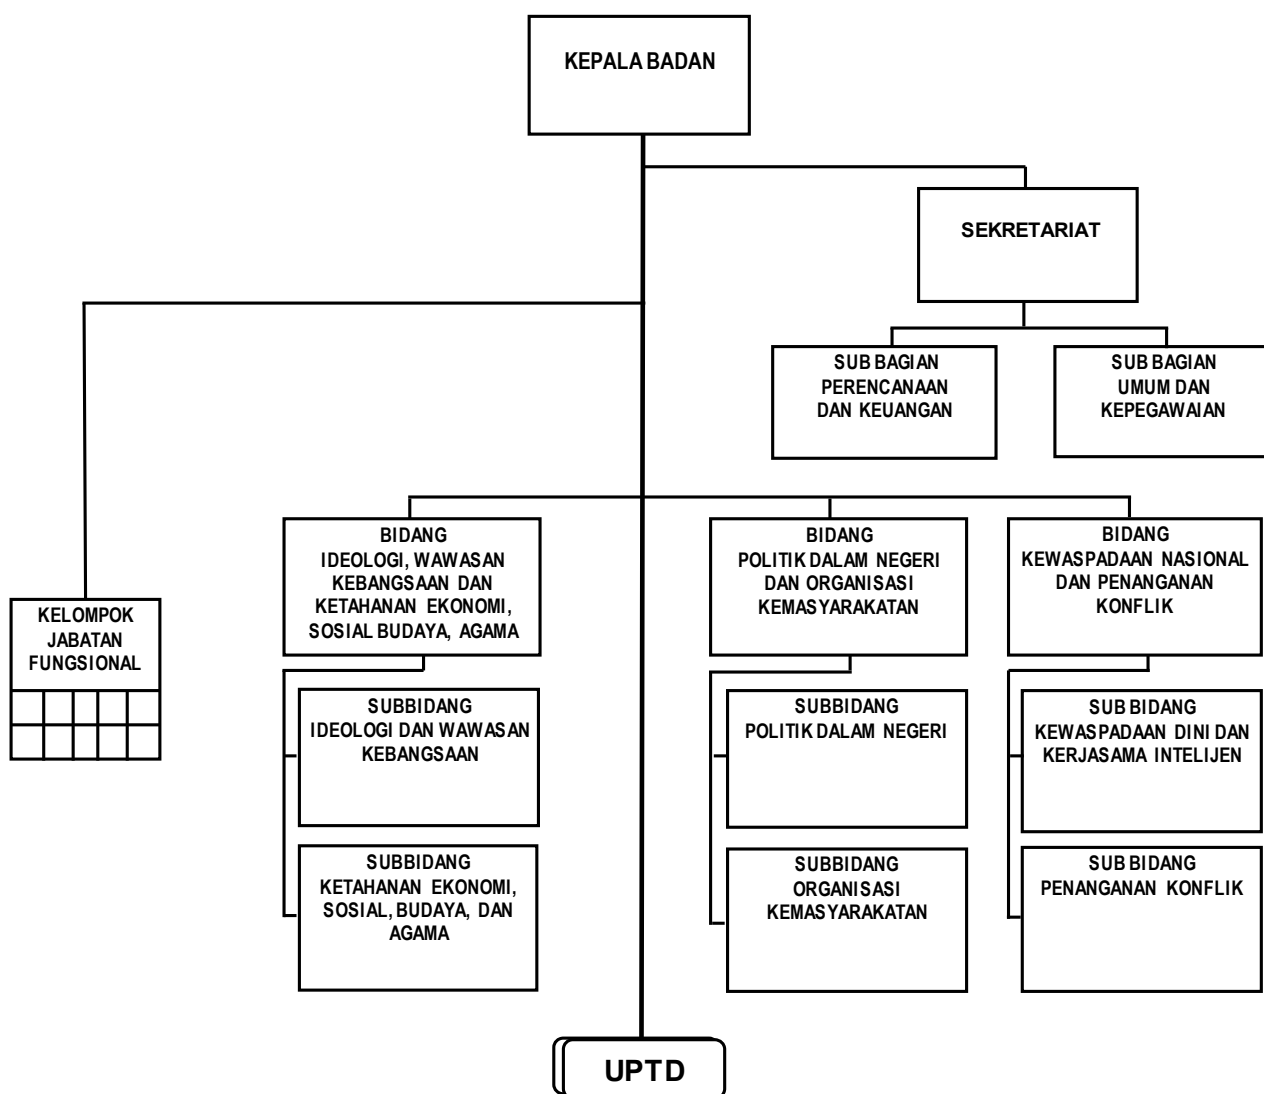 KEPALA BADAN
SEKRETARIAT
SUB BAGIAN
PERENCANAAN
DAN KEUANGAN
SUB BAGIAN
UMUM DAN
KEPEGAWAIAN
BIDANG
IDEOLOGI, WAWASAN
KEBANGSAAN DAN
KETAHANAN EKONOMI,
SOSIAL BUDAYA, AGAMA
BIDANG
POLITIK DALAM NEGERI
DAN ORGANISASI
KEMASYARAKATAN
BIDANG
KEWASPADAAN NASIONAL
DAN PENANGANAN
KONFLIK
KELOMPOK
JABATAN
FUNGSIONAL
SUBBIDANG
IDEOLOGI DAN WAWASAN
KEBANGSAAN
SUBBIDANG
POLITIK DALAM NEGERI
SUB BIDANG
KEWASPADAAN DINI DAN
KERJASAMA INTELIJEN
SUBBIDANG
KETAHANAN EKONOMI,
SOSIAL, BUDAYA, DAN
AGAMA
SUBBIDANG
ORGANISASI
KEMASYARAKATAN
SUB BIDANG
PENANGANAN KONFLIK
UPTD